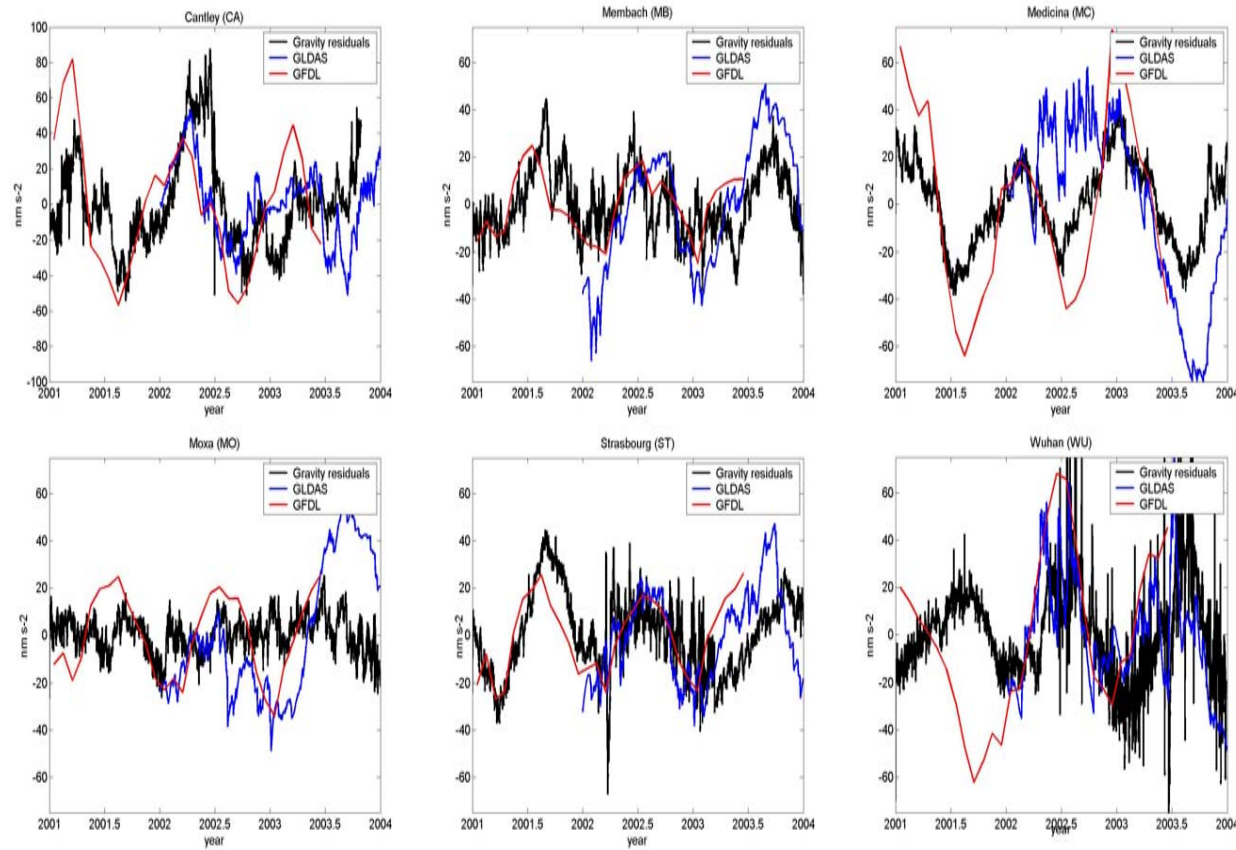 Cantley (CA)
100
80
60
40
20
0
-20
-40
-60
-80
-100
nm s-2
Gravity residuals
GLDAS
GFDL
2001 2001.5 2002 2002.5 2003 2003.5 2004
year
Membach (MB)
60
40
20
0
-20
-40
-60
nm s-2
Gravity residuals
GLDAS
GFDL
2001 2001.5 2002 2002.5 2003 2003.5 2004
year
Medicina (MC)
60
40
20
0
-20
-40
-60
nm s-2
Gravity residuals
GLDAS
GFDL
2001 2001.5 2002 2002.5 2003 2003.5 2004
year
Moxa (MO)
60
40
20
0
-20
-40
-60
nm s-2
Gravity residuals
GLDAS
GFDL
2001 2001.5 2002 2002.5 2003 2003.5 2004
year
Strasbourg (ST)
60
40
20
0
-20
-40
-60
nm s-2
Gravity residuals
GLDAS
GFDL
2001 2001.5 2002 2002.5 2003 2003.5 2004
year
Wuhan (WU)
60
40
20
0
-20
-40
-60
nm s-2
Gravity residuals
GLDAS
GFDL
2001 2001.5 2002 2002.5 2003 2003.5 2004
year